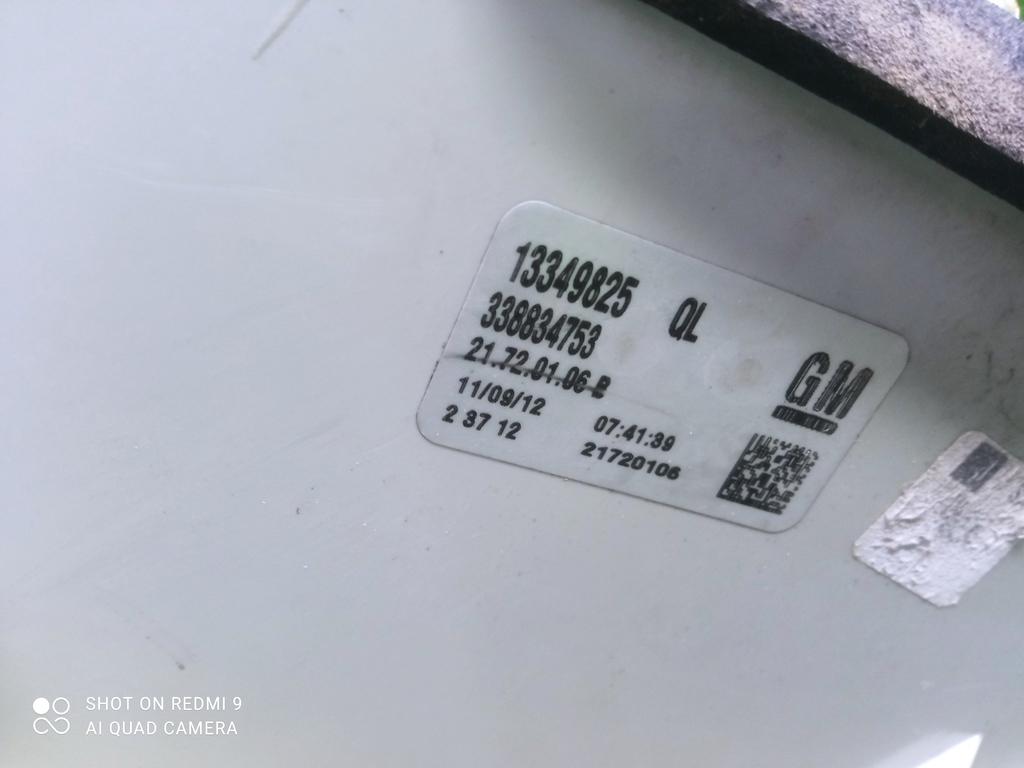 13349825 QL
338834753
21.72.01.06 B
11/09/12 07:41:39
2 37 12 21720106
GM
SHOT ON REDMI 9
AI QUAD CAMERA